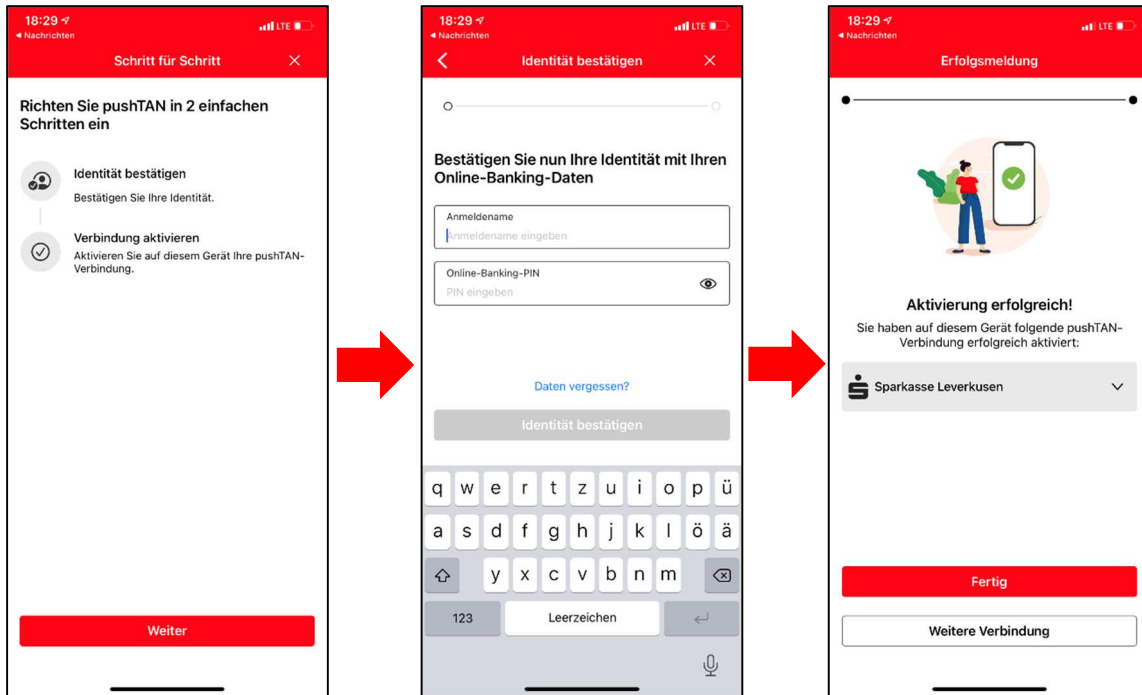 18:29
◀ Nachrichten
LTE
Schritt für Schritt
Richten Sie pushTAN in 2 einfachen
Schritten ein
Identität bestätigen
Bestätigen Sie Ihre Identität.
Verbindung aktivieren
Aktivieren Sie auf diesem Gerät Ihre pushTAN-
Verbindung.
Weiter
18:29
◀ Nachrichten
LTE
Identität bestätigen
Bestätigen Sie nun Ihre Identität mit Ihren
Online-Banking-Daten
Anmeldename
Anmeldename eingeben
Online-Banking-PIN
PIN eingeben
Daten vergessen?
Identität bestätigen
q w e r t z u i o p ü
a s d f g h j k l ö ä
y x c v b n m
123 Leerzeichen
18:29
◀ Nachrichten
LTE
Erfolgsmeldung
Aktivierung erfolgreich!
Sie haben auf diesem Gerät folgende pushTAN-
Verbindung erfolgreich aktiviert:
Sparkasse Leverkusen
Fertig
Weitere Verbindung